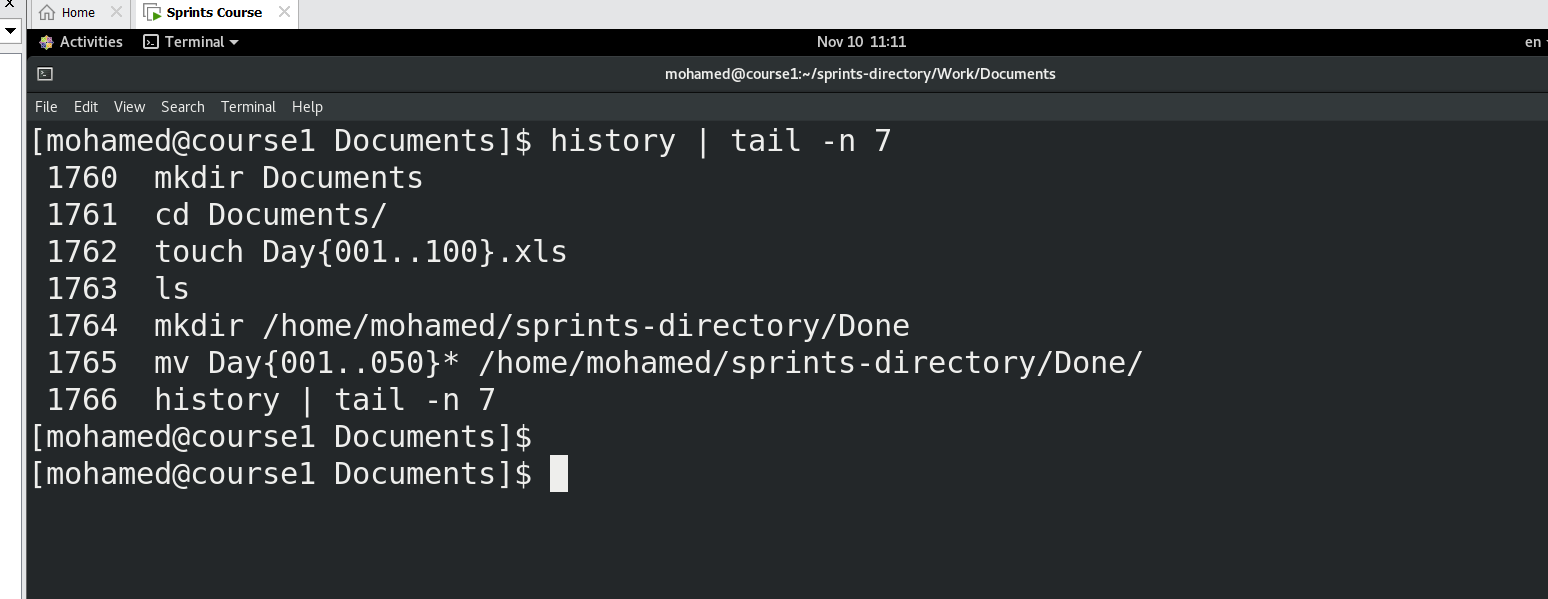 Home Sprints Course
Activities Terminal Nov 10 11:11 en
mohamed@course1:~/sprints-directory/Work/Documents
File Edit View Search Terminal Help
[mohamed@course1 Documents]$ history | tail -n 7
1760 mkdir Documents
1761 cd Documents/
1762 touch Day{001..100}.xls
1763 ls
1764 mkdir /home/mohamed/sprints-directory/Done
1765 mv Day{001..050}* /home/mohamed/sprints-directory/Done/
1766 history | tail -n 7
[mohamed@course1 Documents]$
[mohamed@course1 Documents]$